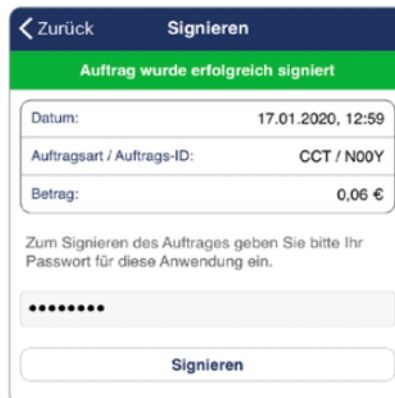 Zurück Signieren
Auftrag wurde erfolgreich signiert
Datum: 17.01.2020, 12:59
Auftragsart / Auftrags-ID: CCT / N00Y
Betrag: 0,06 €
Zum Signieren des Auftrages geben Sie bitte Ihr
Passwort für diese Anwendung ein.
••••••••
Signieren